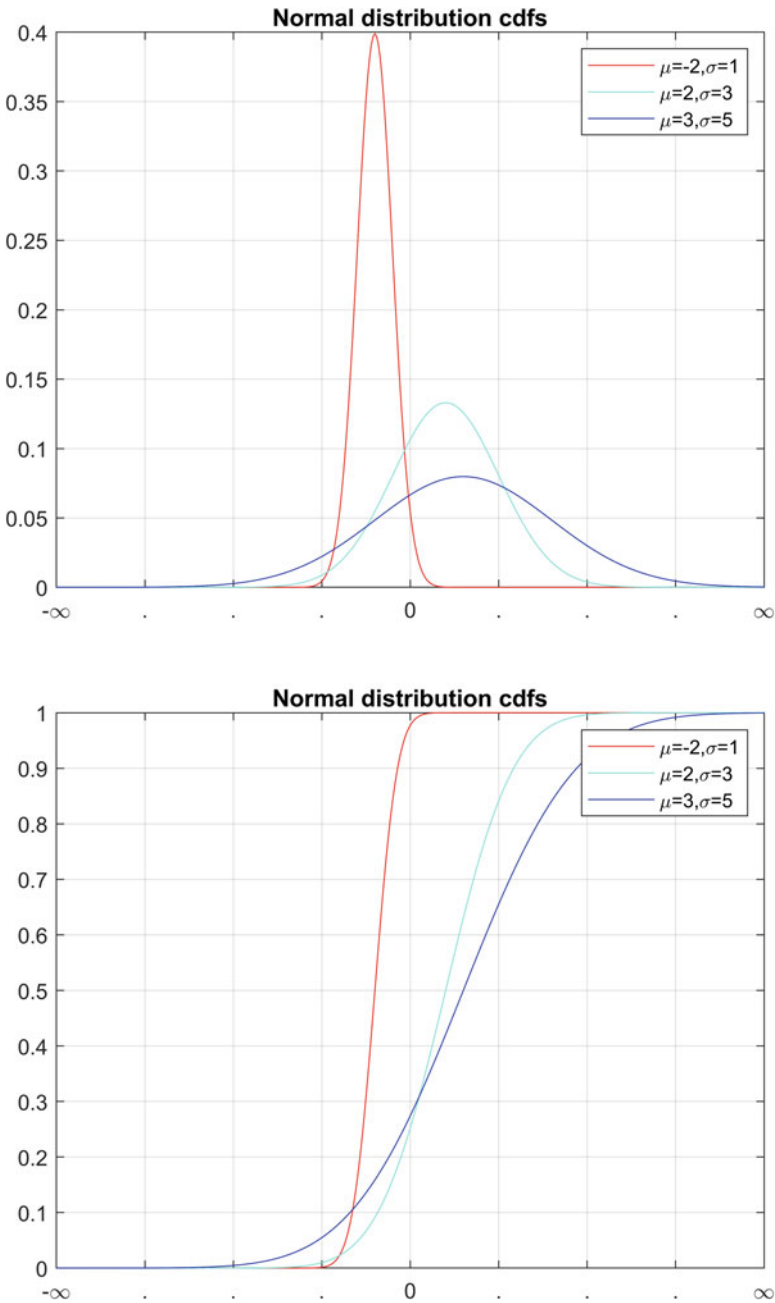 Normal distribution cdfs
0.4
0.35
0.3
0.25
0.2
0.15
0.1
0.05
0
μ=-2,σ=1
μ=2,σ=3
μ=3,σ=5
-∞ . . . 0 . . . ∞
Normal distribution cdfs
1
0.9
0.8
0.7
0.6
0.5
0.4
0.3
0.2
0.1
0
μ=-2,σ=1
μ=2,σ=3
μ=3,σ=5
-∞ . . . 0 . . . ∞